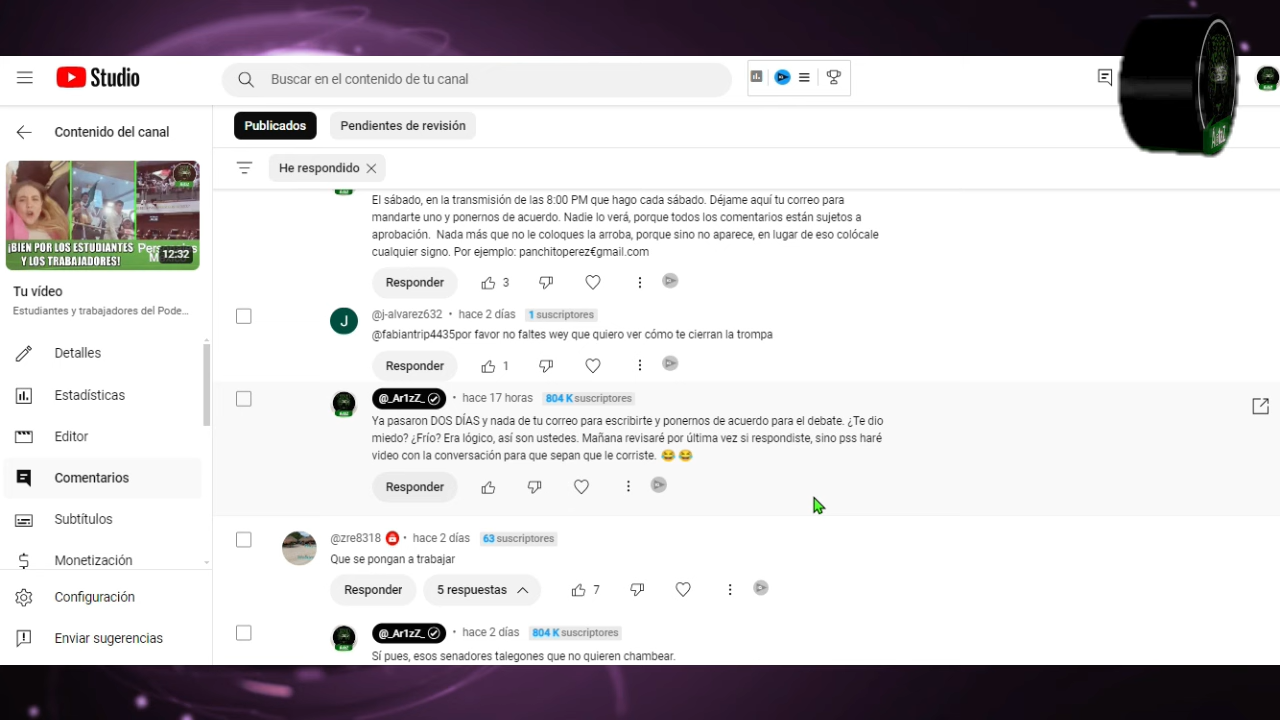 Studio
Buscar en el contenido de tu canal
Contenido del canal
¡BIEN POR LOS ESTUDIANTES
Y LOS TRABAJADORES!
12:32
Tu vídeo
Estudiantes y trabajadores del Pode...
Detalles
Estadísticas
Editor
Comentarios
Subtítulos
Monetización
Configuración
Enviar sugerencias
Publicados
Pendientes de revisión
He respondido
El sábado, en la transmisión de las 8:00 PM que hago cada sábado. Déjame aquí tu correo para
mandarte uno y ponernos de acuerdo. Nadie lo verá, porque todos los comentarios están sujetos a
aprobación. Nada más que no le coloques la arroba, porque sino no aparece, en lugar de eso colócale
cualquier signo. Por ejemplo: panchitoperez€gmail.com
Responder 3
@j-alvarez632 • hace 2 días 1 suscriptores
J
@fabiantrip4435por favor no faltes wey que quiero ver cómo te cierran la trompa
Responder 1
@_Ar1zZ_ • hace 17 horas 804 K suscriptores
Ya pasaron DOS DÍAS y nada de tu correo para escribirte y ponernos de acuerdo para el debate. ¿Te dio
miedo? ¿Frío? Era lógico, así son ustedes. Mañana revisaré por última vez si respondiste, sino pss haré
video con la conversación para que sepan que le corriste. 😂 😂
Responder
@zre8318 • hace 2 días 63 suscriptores
Que se pongan a trabajar
Responder 5 respuestas 7
@_Ar1zZ_ • hace 2 días 804 K suscriptores
Sí pues, esos senadores talegones que no quieren chambear.